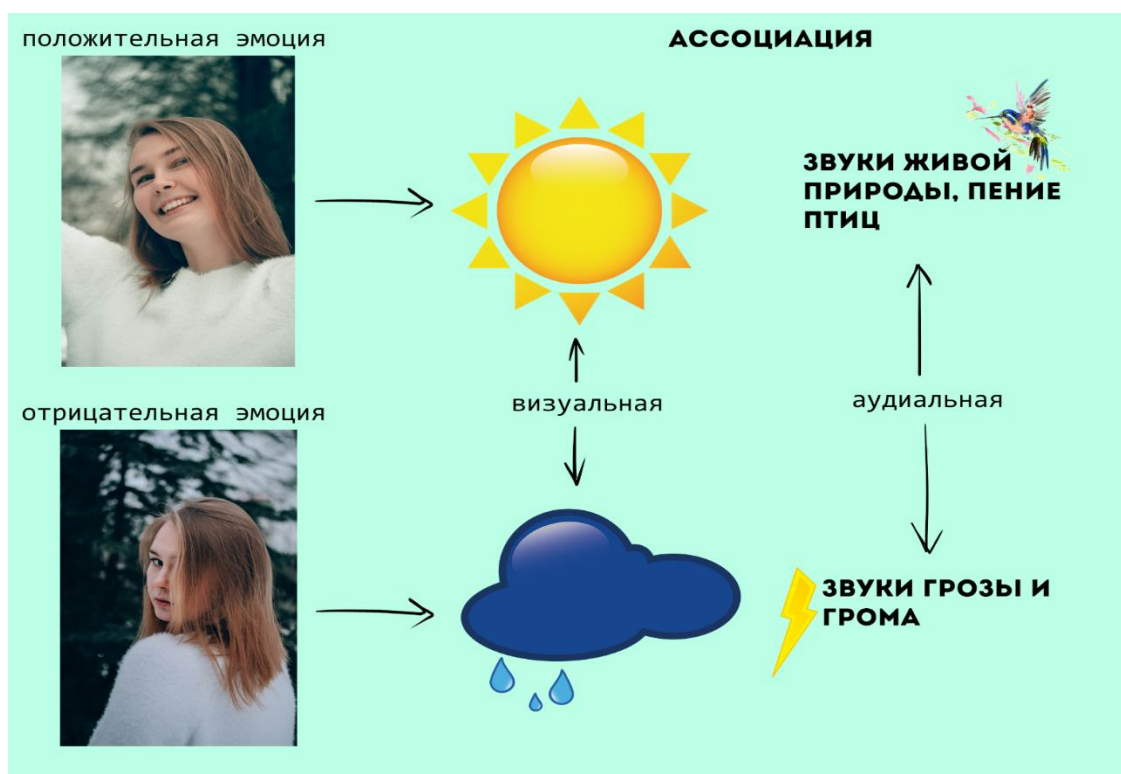 положительная эмоция
АССОЦИАЦИЯ
ЗВУКИ ЖИВОЙ
ПРИРОДЫ, ПЕНИЕ
ПТИЦ
визуальная
аудиальная
отрицательная эмоция
ЗВУКИ ГРОЗЫ И
ГРОМА